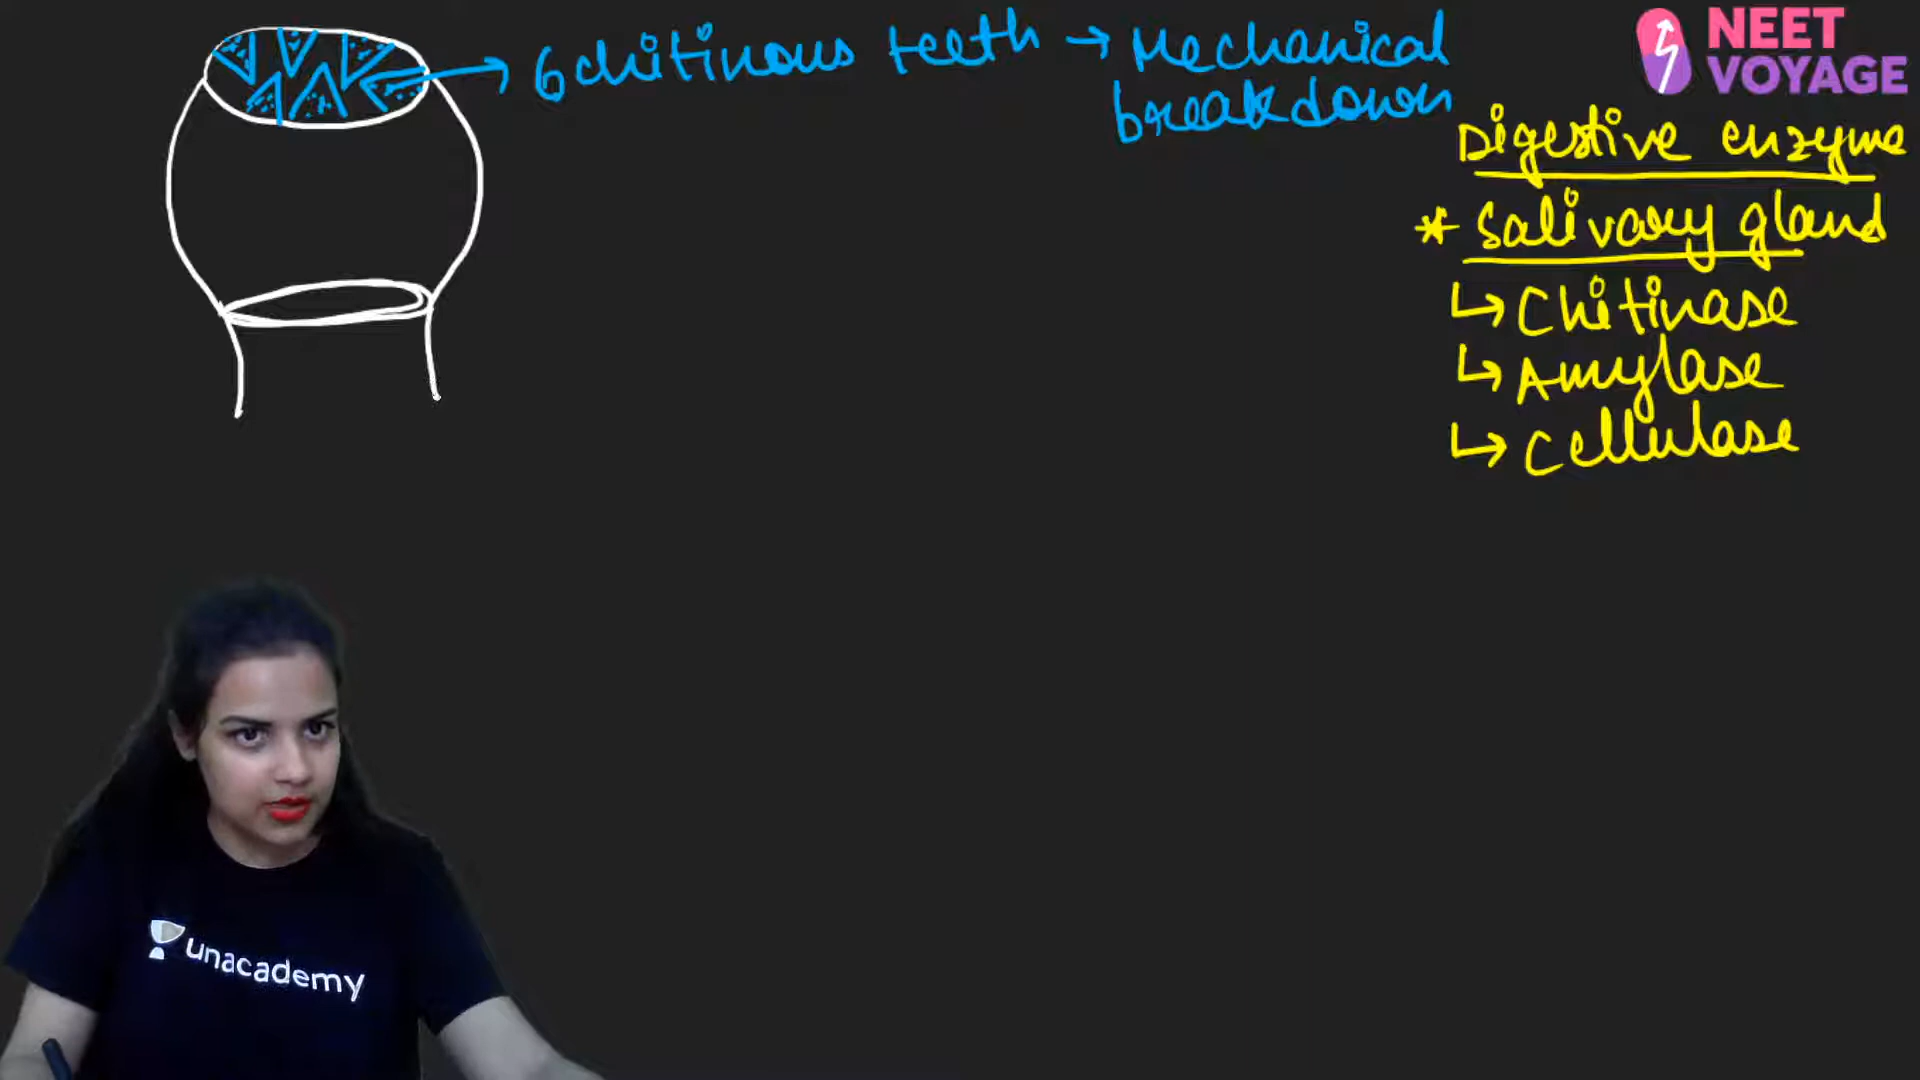 6 chitinous teeth → Mechanical
breakdown
NEET
VOYAGE
Digestive enzyme
* Salivary gland
↳ Chitinase
↳ Amylase
↳ Cellulase
unacademy